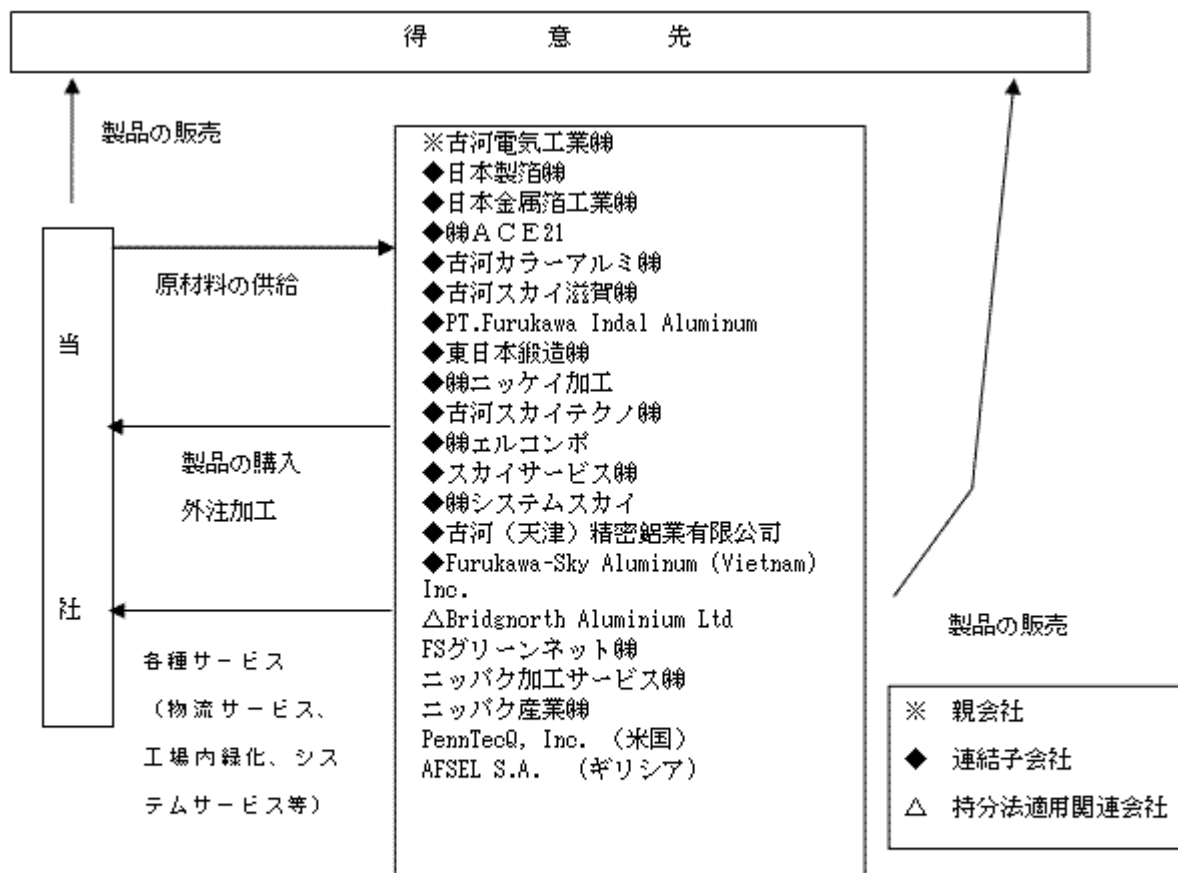 得 意 先
製品の販売
※古河電気工業㈱
◆日本製箔㈱
◆日本金属箔工業㈱
◆㈱ＡＣＥ21
◆古河カラーアルミ㈱
◆古河スカイ滋賀㈱
◆PT.Furukawa Indal Aluminum
◆東日本鍛造㈱
◆㈱ニッケイ加工
◆古河スカイテクノ㈱
◆㈱エルコンポ
◆スカイサービス㈱
◆㈱システムスカイ
◆古河（天津）精密鋁業有限公司
◆Furukawa-Sky Aluminum (Vietnam)
Inc.
△Bridgnorth Aluminium Ltd
FSグリーンネット㈱
ニッパク加工サービス㈱
ニッパク産業㈱
PennTecQ, Inc. （米国）
AFSEL S.A. （ギリシア）
当
社
原材料の供給
製品の購入
外注加工
各種サービス
（物流サービス、
工場内緑化、シス
テムサービス等）
製品の販売
※ 親会社
◆ 連結子会社
△ 持分法適用関連会社